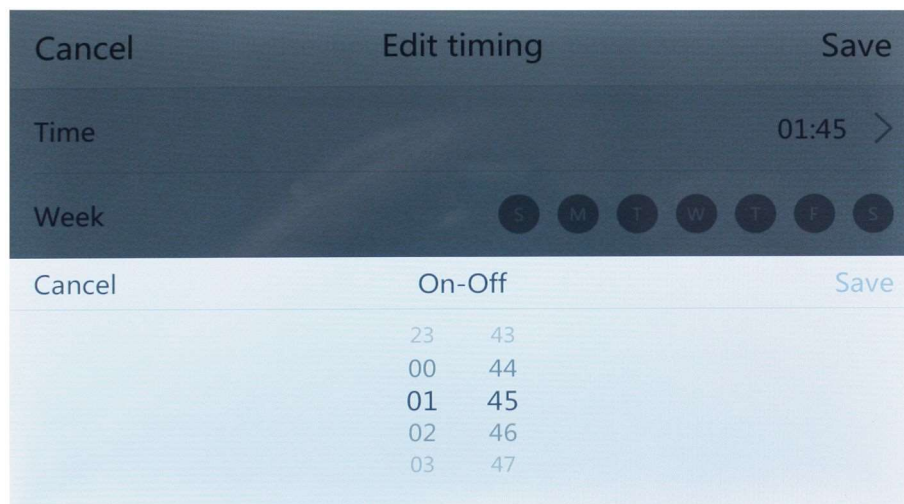 Cancel Edit timing Save
Time 01:45 >
Week S M T W T F S
Cancel On-Off Save
23 43
00 44
01 45
02 46
03 47